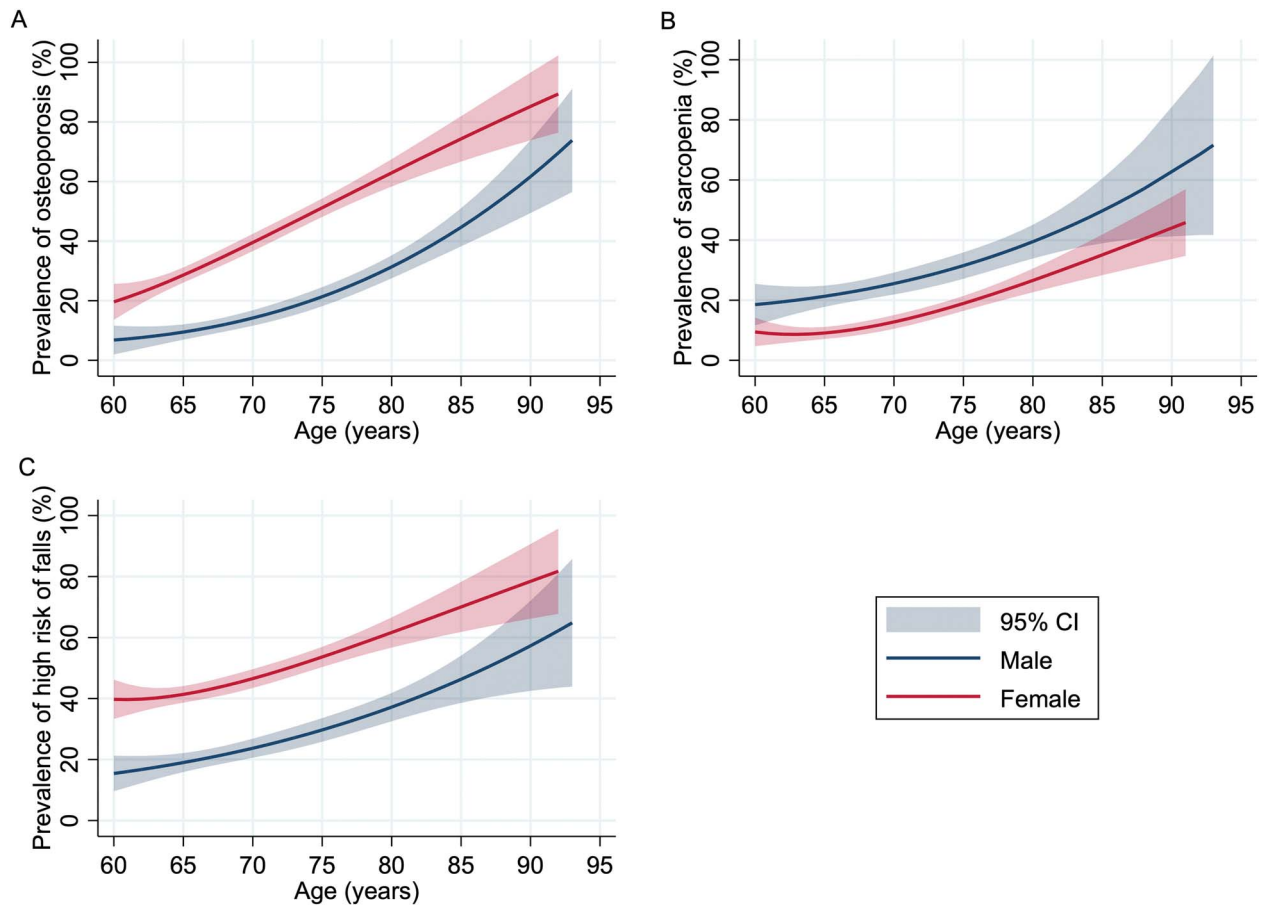 A
Prevalence of osteoporosis (%)
100
80
60
40
20
0
60 65 70 75 80 85 90 95
Age (years)
B
Prevalence of sarcopenia (%)
100
80
60
40
20
0
60 65 70 75 80 85 90 95
Age (years)
C
Prevalence of high risk of falls (%)
100
80
60
40
20
0
60 65 70 75 80 85 90 95
Age (years)
95% CI
Male
Female